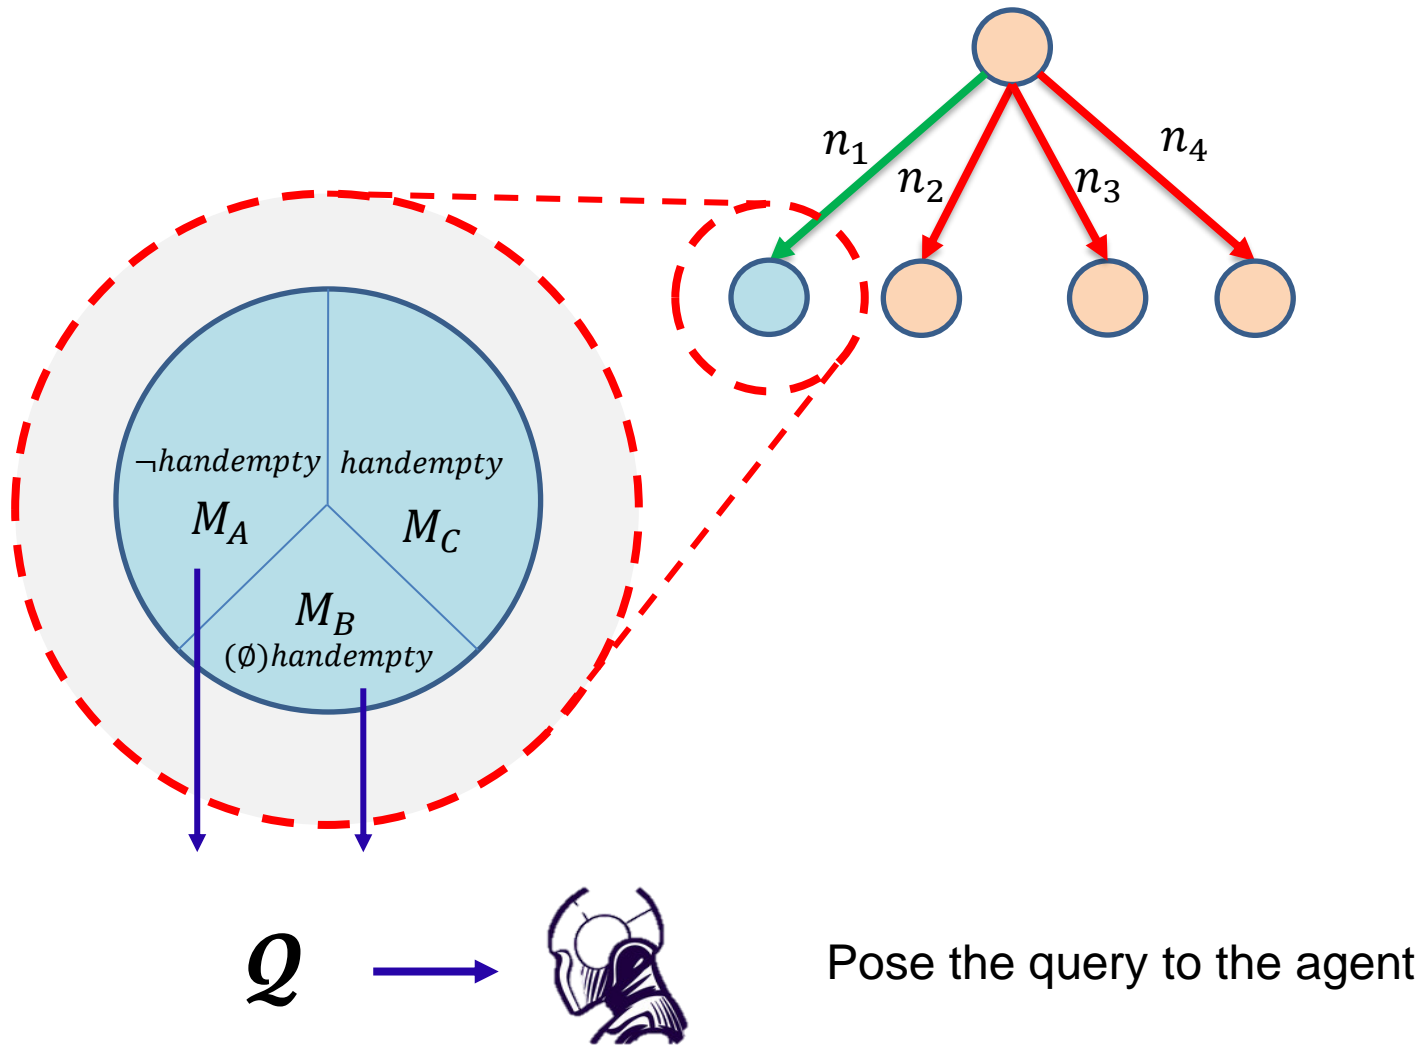 n₁
n₂
n₃
n₄
¬handempty
handempty
M_A
M_C
M_B
(∅)handempty
Q
Pose the query to the agent